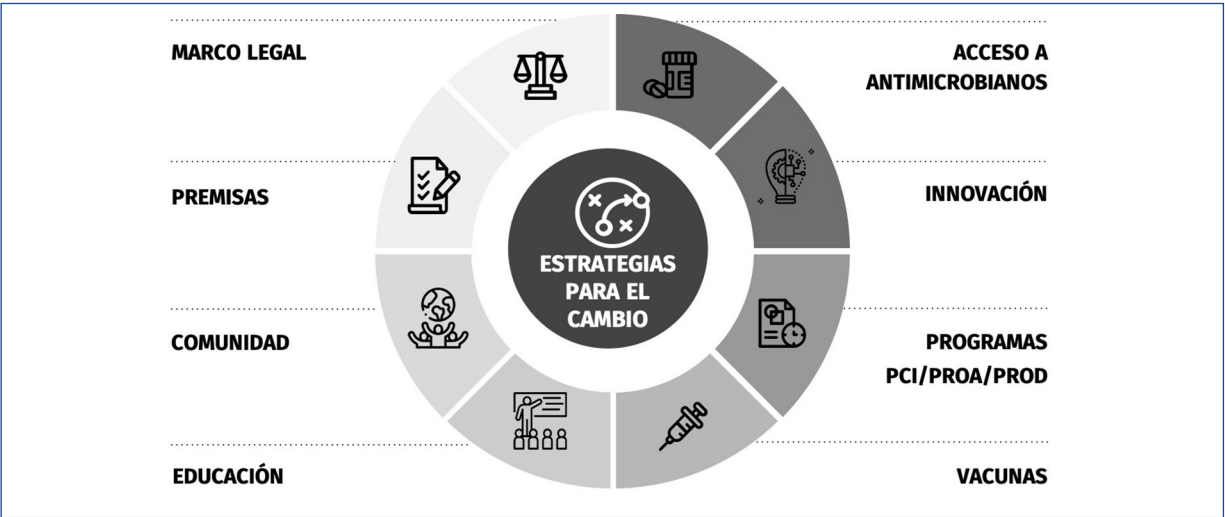 MARCO LEGAL
PREMISAS
COMUNIDAD
EDUCACIÓN
ESTRATEGIAS
PARA EL
CAMBIO
ACCESO A
ANTIMICROBIANOS
INNOVACIÓN
PROGRAMAS
PCI/PROA/PROD
VACUNAS